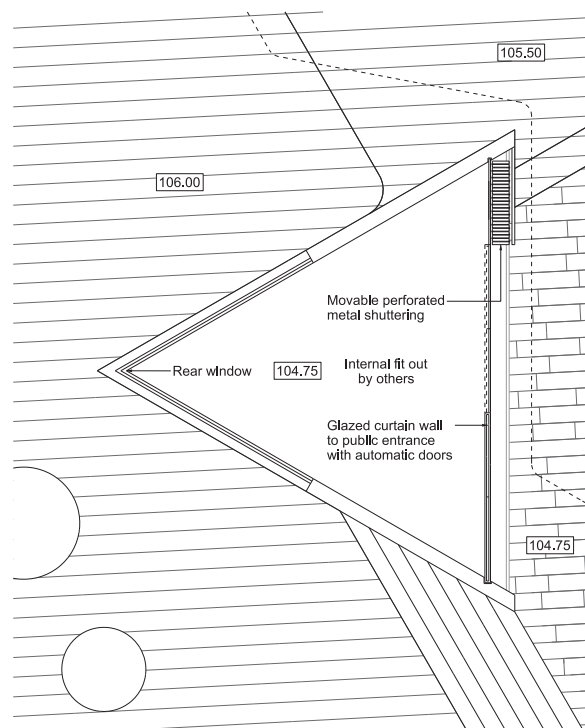 105.50
106.00
Movable perforated
metal shuttering
Rear window
104.75
Internal fit out
by others
Glazed curtain wall
to public entrance
with automatic doors
104.75